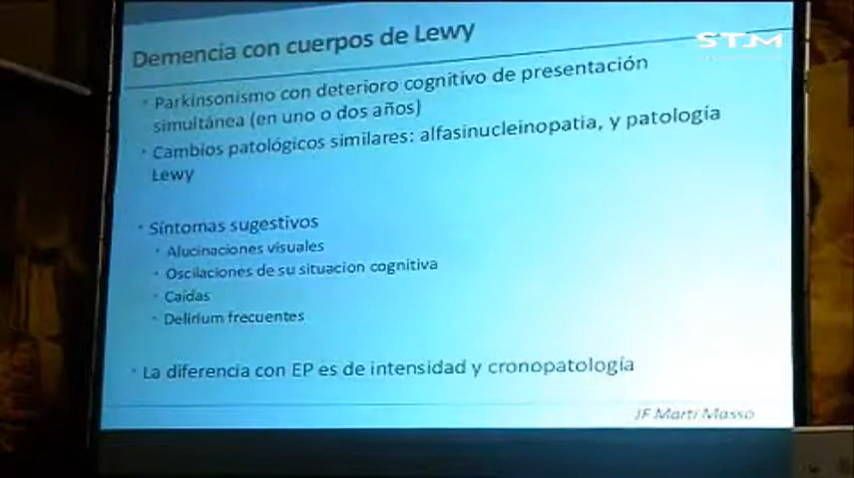 STM
Demencia con cuerpos de Lewy
• Parkinsonismo con deterioro cognitivo de presentación
simultánea (en uno o dos años)
• Cambios patológicos similares: alfasinucleinopatia, y patología
Lewy
• Síntomas sugestivos
• Alucinaciones visuales
• Oscilaciones de su situacion cognitiva
• Caídas
• Delirium frecuentes
• La diferencia con EP es de intensidad y cronopatología
JF Marti Masso